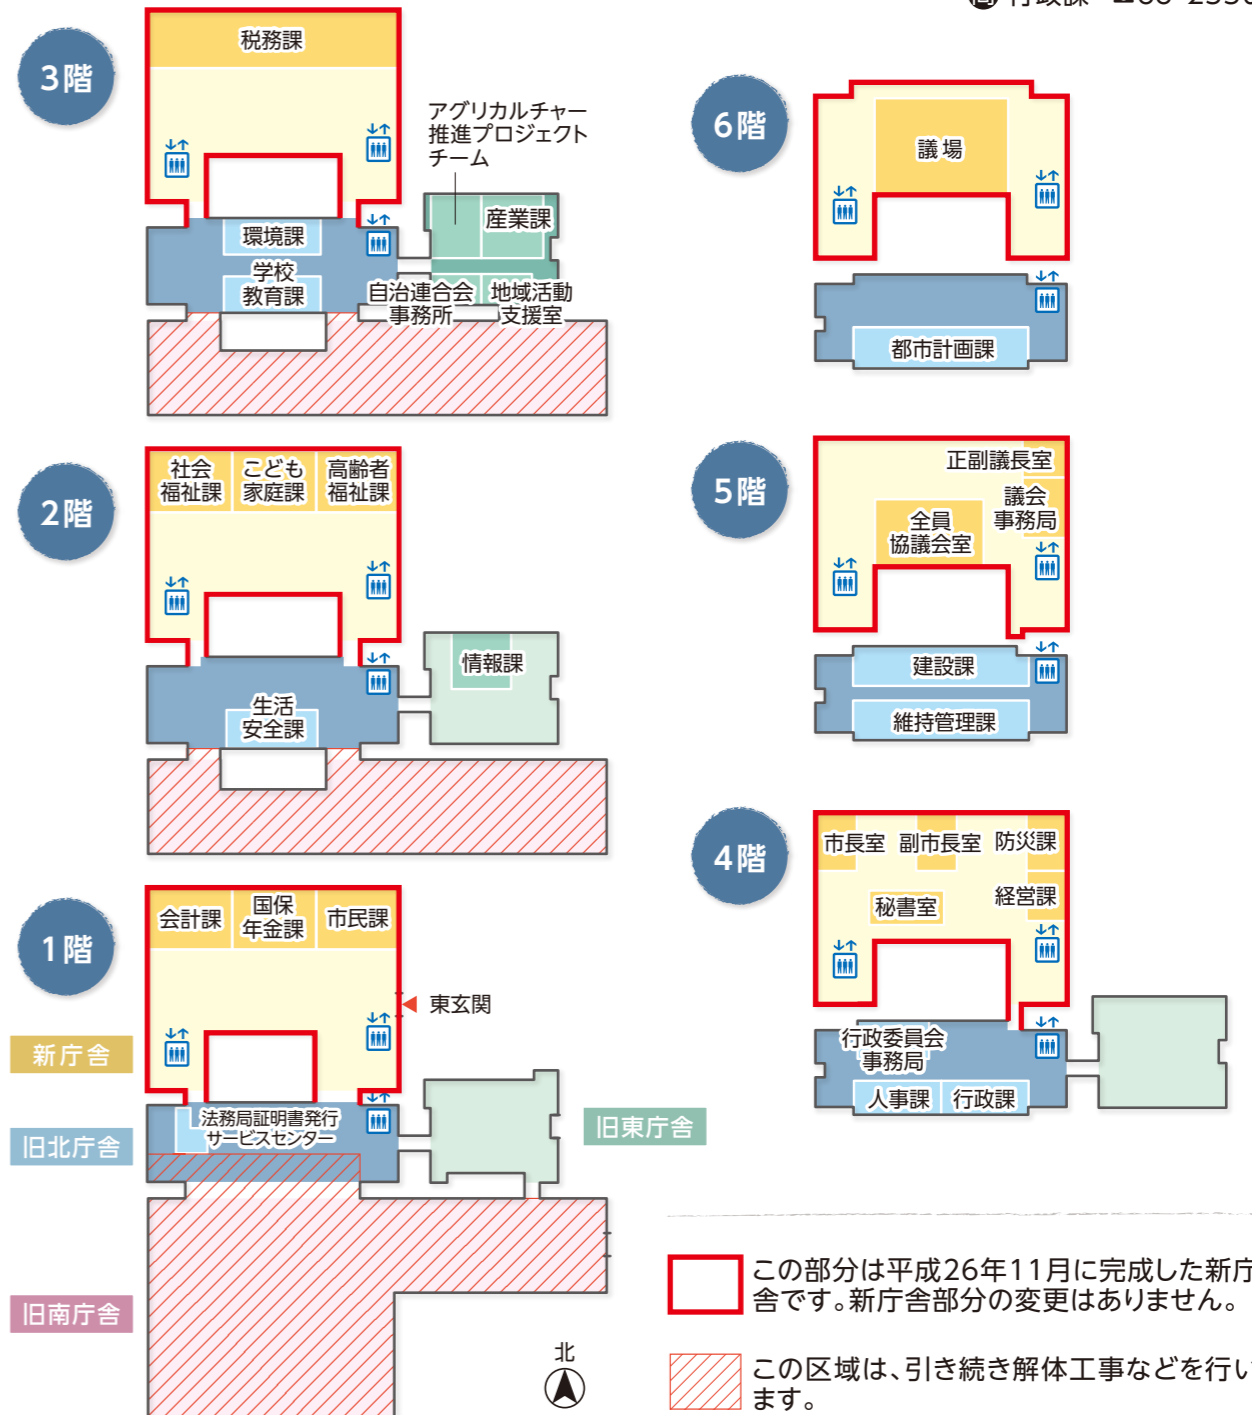 問 行政課
3階
税務課
アグリカルチャー
推進プロジェクト
チーム
産業課
環境課
学校
教育課
自治連合会
事務所
地域活動
支援室
2階
社会
福祉課
こども
家庭課
高齢者
福祉課
情報課
生活
安全課
1階
会計課
国保
年金課
市民課
東玄関
新庁舎
法務局証明書発行
サービスセンター
旧北庁舎
旧東庁舎
旧南庁舎
北
6階
議場
都市計画課
5階
正副議長室
議会
事務局
全員
協議会室
建設課
維持管理課
4階
市長室
副市長室
防災課
秘書室
経営課
行政委員会
事務局
人事課
行政課
この部分は平成26年11月に完成した新庁
舎です。新庁舎部分の変更はありません。
この区域は、引き続き解体工事などを行い
ます。